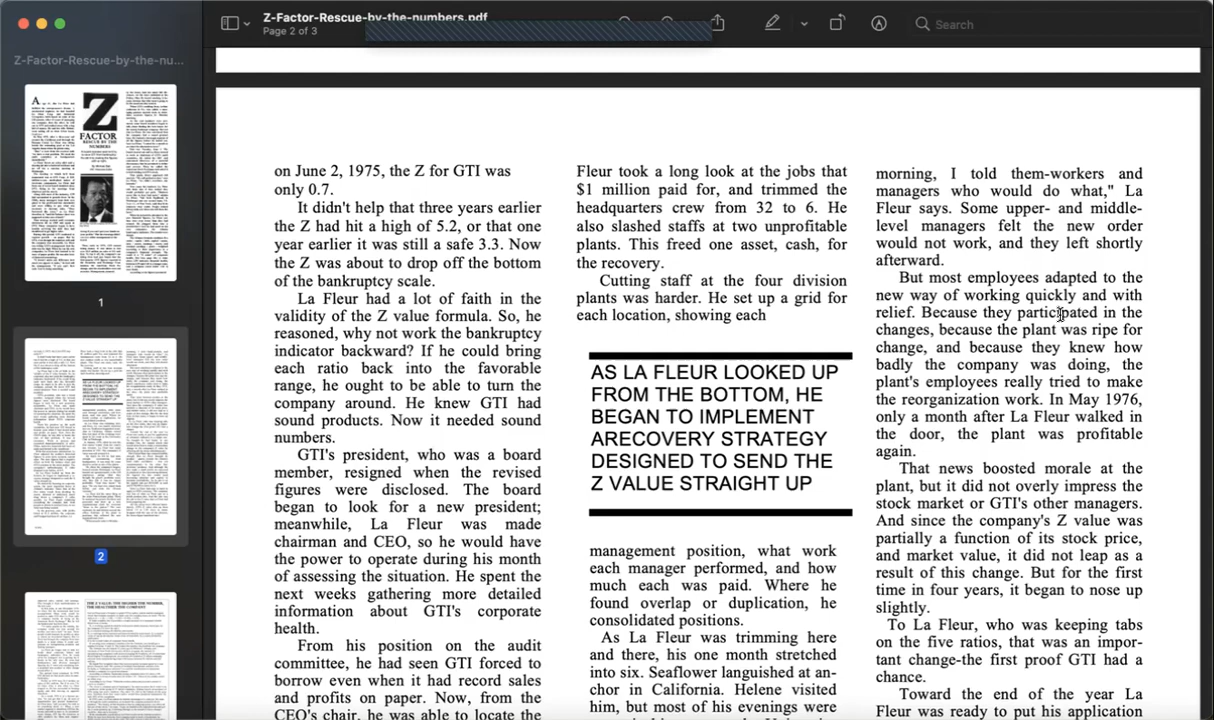 Z-Factor-Rescue-by-the-numbers.pdf
Page 2 of 3
Search
Z-Factor-Rescue-by-the-nu...
Z
FACTOR
RESCUE BY THE
NUMBERS
1
2
on June 2, 1975, the Z for GTI was
only 0.7.
It didn't help that three years earlier
the Z had hit a high of 5.2, or than one
year earlier it was still a safe 3.3. Now
the Z was about to drop off the bottom
of the bankruptcy scale.
La Fleur had a lot of faith in the
validity of the Z value formula. So, he
reasoned, why not work the bankruptcy
indicator backward? If he could bring
each ratio back into the favorable
range, he ought to be able to turn the
company around. He knew GTI had
sound products. Now it needed sound
numbers.
GTI's president, who was a board
member, resigned when the revised
figures were disclosed. The board
began to look for a new president;
meanwhile, La Fleur was made
chairman and CEO, so he would have
the power to operate during his month
of assessing the situation. He spent the
next weeks gathering more detailed
information about GTI's poor
health.
From his position on the audit
committee, he had seen GTI forced to
borrow even when it had record sales
and profits on paper. Now, from the
CEO's chair, he was able to locate the
Fleur took a long look at the jobs that
$1 million paid for, and trimmed the
headquarters crew from 32 to 6. He
also slashed staffs at two unprofitable
plants. This freed one asset, cash, for
the recovery.
Cutting staff at the four division
plants was harder. He set up a grid for
each location, showing each
AS LA FLEUR LOOKED UP
FROM THE BOTTOM, HE
BEGAN TO IMPLEMENT
ARECOVERY STRATEGY
DESIGNED TO SEND THE
Z VALUE STRAIGHT UP
management position, what work
each manager performed, and how
much each was paid. Where he
found overlap or duplication, he
consolidated positions.
As La Fleur was trimming here
and there, his one month stretched
into six. Seaflower languished at an-
chor in California. Helene visited
him, but most of his evenings were
morning, I told them-workers and
managers who would do what," La
Fleur says. Some upper- and middle-
level managers felt the new order
would not work, and they left shortly
afterward.
But most employees adapted to the
new way of working quickly and with
relief. Because they participated in the
changes, because the plant was ripe for
change, and because they knew how
badly the company was doing, the
plant's employees really tried to make
the reorganization work. In May 1976,
only a month after La Fleur walked in
the door, the plant was profitable
again.
That news boosted morale at the
plant, but it did not overly impress the
stock market or GTI's other managers.
And since the company's Z value was
partially a function of its stock price,
and market value, it did not leap as a
result of this change. But for the first
time in four years, it began to nose up
slightly.
To La Fleur, who was keeping tabs
on the five ratios, that was an impor-
tant change-the first proof GTI had a
chance.
Toward the end of the year La
Fleur was ready to put his application